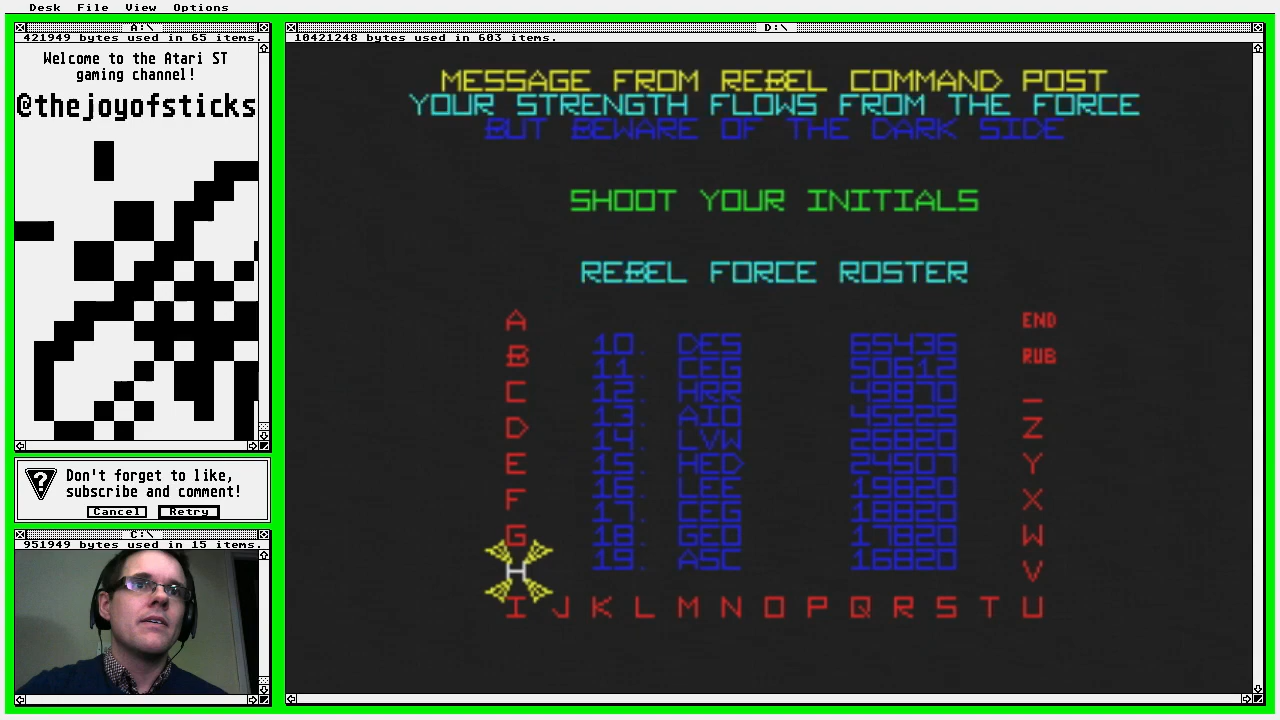 Desk File View Options
A:\
421949 bytes used in 65 items.
Welcome to the Atari ST
gaming channel!
@thejoyofsticks
?
Don't forget to like,
subscribe and comment!
Cancel Retry
C:\
951949 bytes used in 15 items.
D:\
10421248 bytes used in 603 items.
MESSAGE FROM REBEL COMMAND POST
YOUR STRENGTH FLOWS FROM THE FORCE
BUT BEWARE OF THE DARK SIDE
SHOOT YOUR INITIALS
REBEL FORCE ROSTER
A END
10. DES 65436
B 11. CEG 50612 RUB
12. HRR 49870
C _
13. AIO 45225
D 14. LVW 26820 Z
E 15. HED 24507 Y
16. LEE 19820
F X
17. CEG 18820
G 18. GEO 17820 W
19. ASC 16820
H V
I J K L M N O P Q R S T U